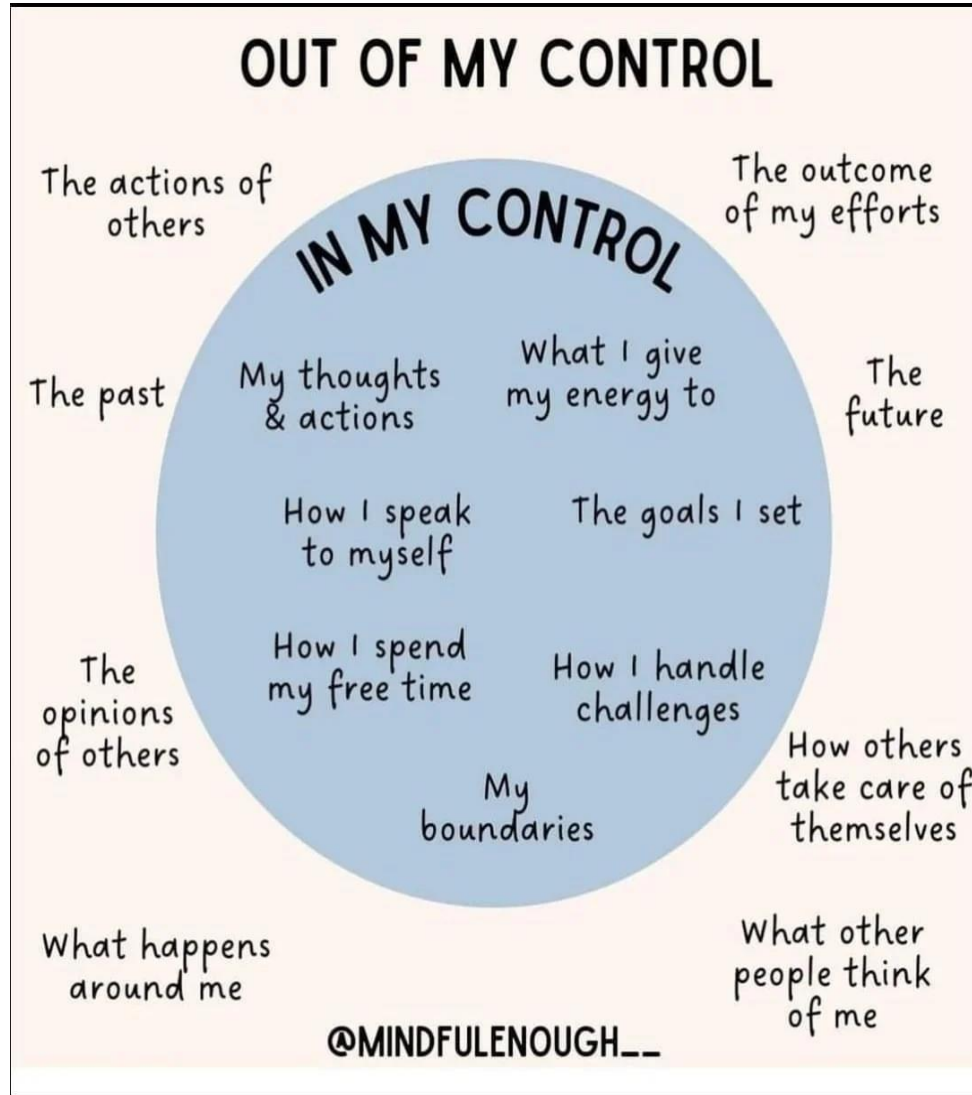 OUT OF MY CONTROL
The actions of
others
The outcome
of my efforts
IN MY CONTROL
The past
My thoughts
& actions
What I give
my energy to
The
future
How I speak
to myself
The goals I set
The
opinions
of others
How I spend
my free time
How I handle
challenges
How others
take care of
themselves
My
boundaries
What happens
around me
What other
people think
of me
@MINDFULENOUGH__